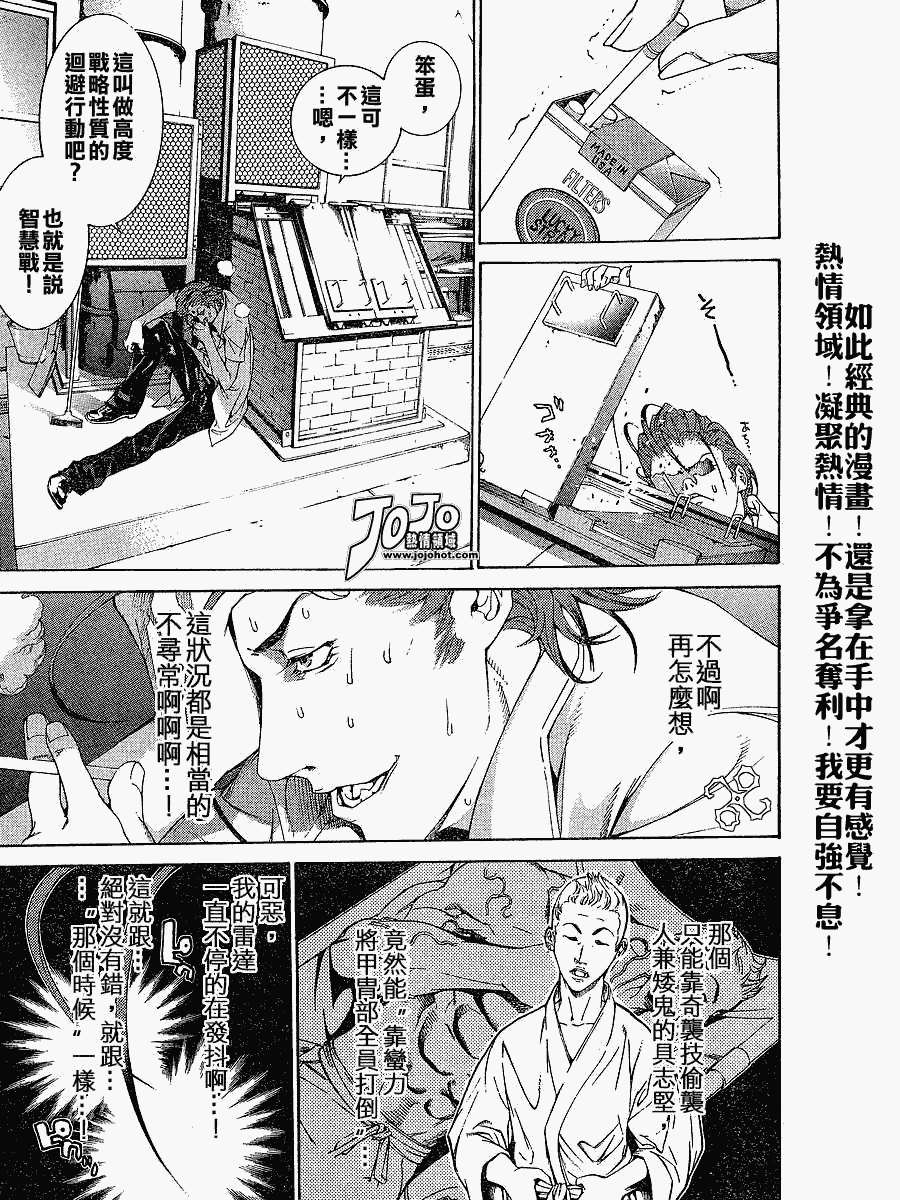 如此經典的漫畫！還是拿在手中才更有感覺！
熱情領域！凝聚熱情！不為爭名奪利！我要自強不息！
MADE IN
U.S.A
FILTERS
LUCKY
STRIKE
笨蛋，
這可
不一樣…
…嗯，
這叫做高度
戰略性質的
迴避行動吧？
也就是說
智慧戰！
JOJO
熱情領域
www.jojohot.com
不過啊
再怎麼想，
這狀況都是相當的
不尋常啊啊啊…！
那個
只能靠奇襲技偷襲，
人兼矮鬼的具志堅
竟然能〝靠蠻力
將甲冑部全員打倒〞…
可惡，
我的雷達
一直不停的在發抖啊…！
這就跟…
絕對沒有錯，就跟…
…〝那個時候〞一樣……！